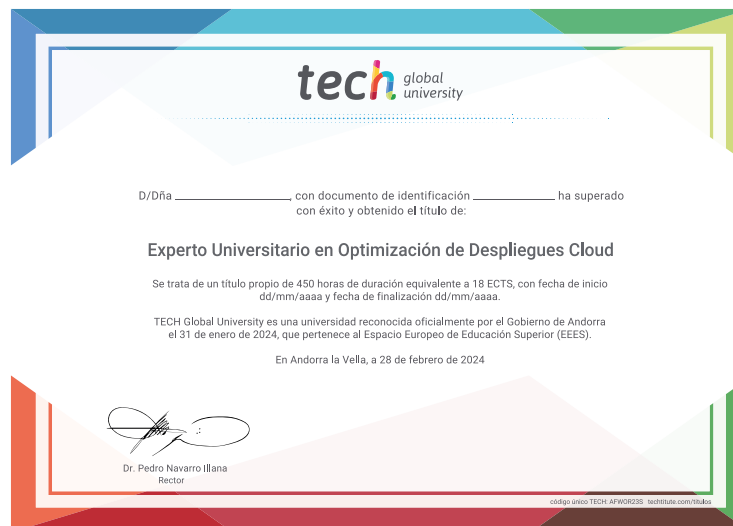 tech global university
D/Dña ____________, con documento de identificación ____________ ha superado
con éxito y obtenido el título de:
Experto Universitario en Optimización de Despliegues Cloud
Se trata de un título propio de 450 horas de duración equivalente a 18 ECTS, con fecha de inicio
dd/mm/aaaa y fecha de finalización dd/mm/aaaa.
TECH Global University es una universidad reconocida oficialmente por el Gobierno de Andorra
el 31 de enero de 2024, que pertenece al Espacio Europeo de Educación Superior (EEES).
En Andorra la Vella, a 28 de febrero de 2024
Dr. Pedro Navarro Illana
Rector
código único TECH: AFWOR23S techtitute.com/titulos